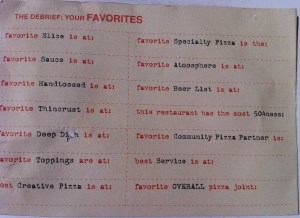 THE DEBRIEF: YOUR FAVORITES
favorite Slice is at:
favorite Sauce is at:
favorite Handtossed is at:
favorite Thincrust is at:
favorite Deep Dish is at:
favorite Toppings are at:
most Creative Pizza is at:
favorite Specialty Pizza is the:
favorite Atmosphere is at:
favorite Beer List is at:
this restaurant has the most 504ness:
favorite Community Pizza Partner is:
best Service is at:
favorite OVERALL pizza joint: